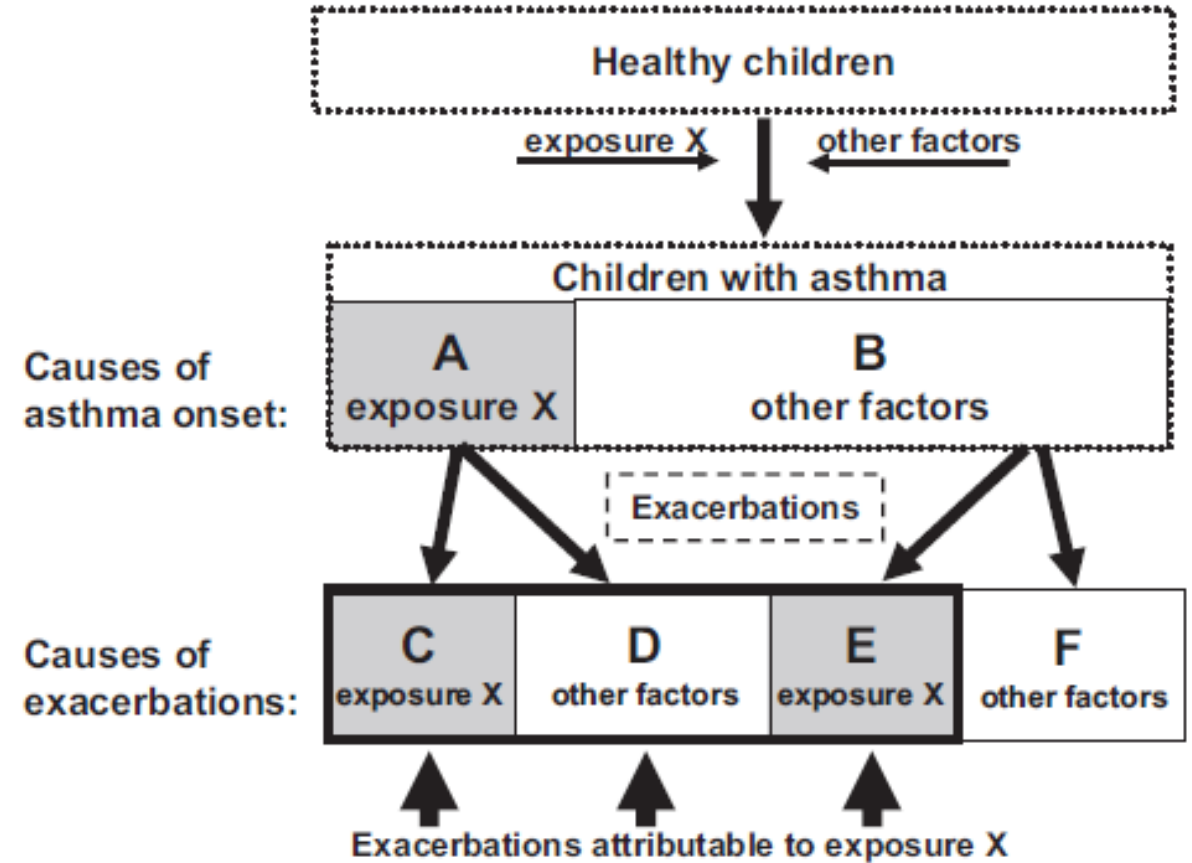 Healthy children
exposure X
other factors
Children with asthma
Causes of
asthma onset:
A
exposure X
B
other factors
Exacerbations
Causes of
exacerbations:
C
exposure X
D
other factors
E
exposure X
F
other factors
Exacerbations attributable to exposure X